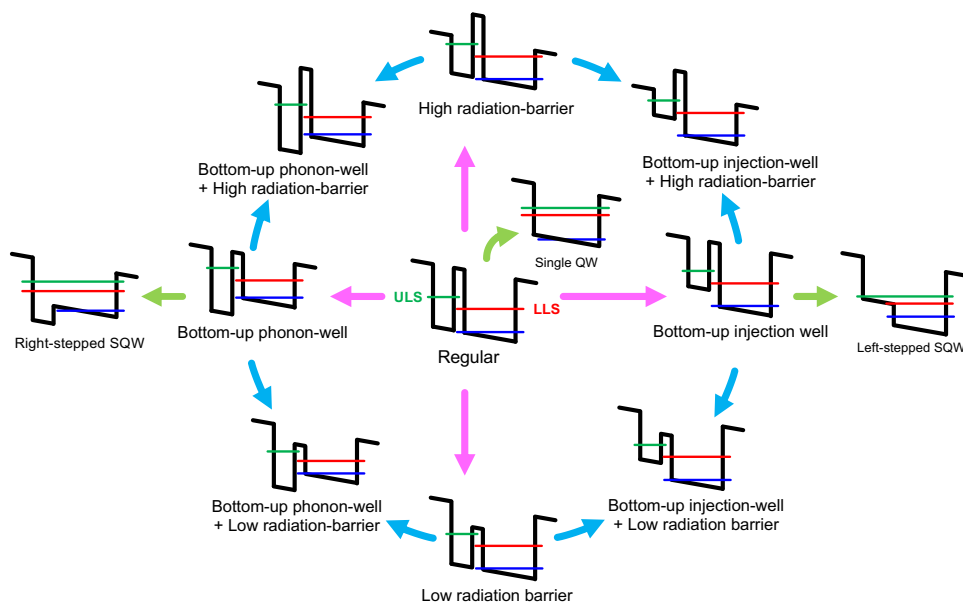 High radiation-barrier
Bottom-up phonon-well
+ High radiation-barrier
Bottom-up injection-well
+ High radiation-barrier
Single QW
ULS
LLS
Right-stepped SQW
Bottom-up phonon-well
Regular
Bottom-up injection well
Left-stepped SQW
Bottom-up phonon-well
+ Low radiation-barrier
Bottom-up injection-well
+ Low radiation barrier
Low radiation barrier